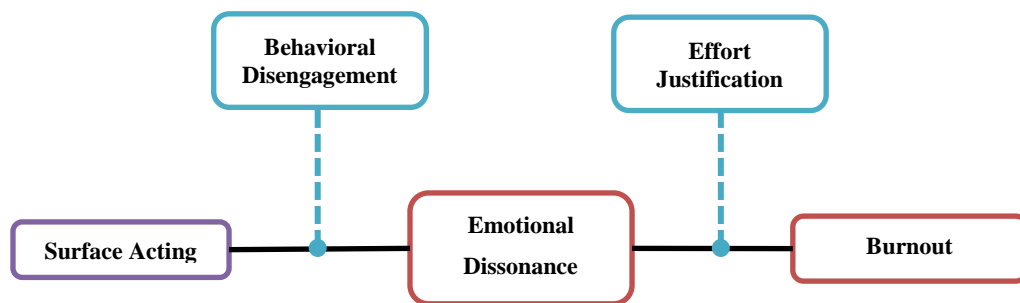 Behavioral
Disengagement
Effort
Justification
Surface Acting
Emotional
Dissonance
Burnout